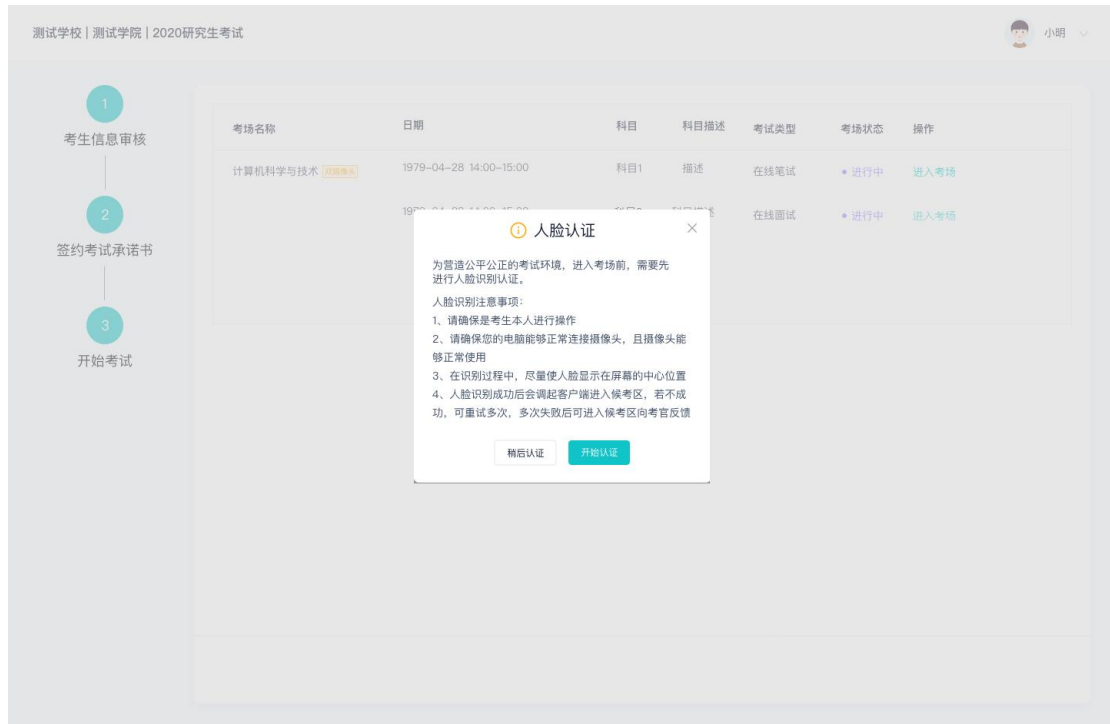 测试学校 | 测试学院 | 2020研究生考试
小明
1
考生信息审核
2
签约考试承诺书
3
开始考试
考场名称 日期 科目 科目描述 考试类型 考场状态 操作
计算机科学与技术 1979-04-28 14:00-15:00 科目1 描述 在线笔试 进行中 进入考场
在线面试 进行中 进入考场
人脸认证
为营造公平公正的考试环境，进入考场前，需要先
进行人脸识别认证。
人脸识别注意事项：
1、请确保是考生本人进行操作
2、请确保您的电脑能够正常连接摄像头，且摄像头能
够正常使用
3、在识别过程中，尽量使人脸显示在屏幕的中心位置
4、人脸识别成功后会调起客户端进入候考区，若不成
功，可重试多次，多次失败后可进入候考区向考官反馈
稍后认证 开始认证